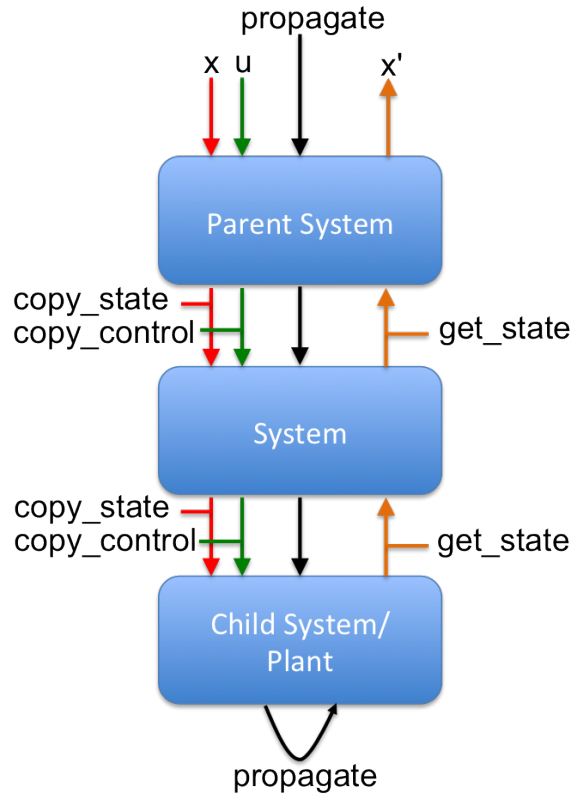 propagate
x u
x'
Parent System
copy_state
copy_control
get_state
System
copy_state
copy_control
get_state
Child System/
Plant
propagate